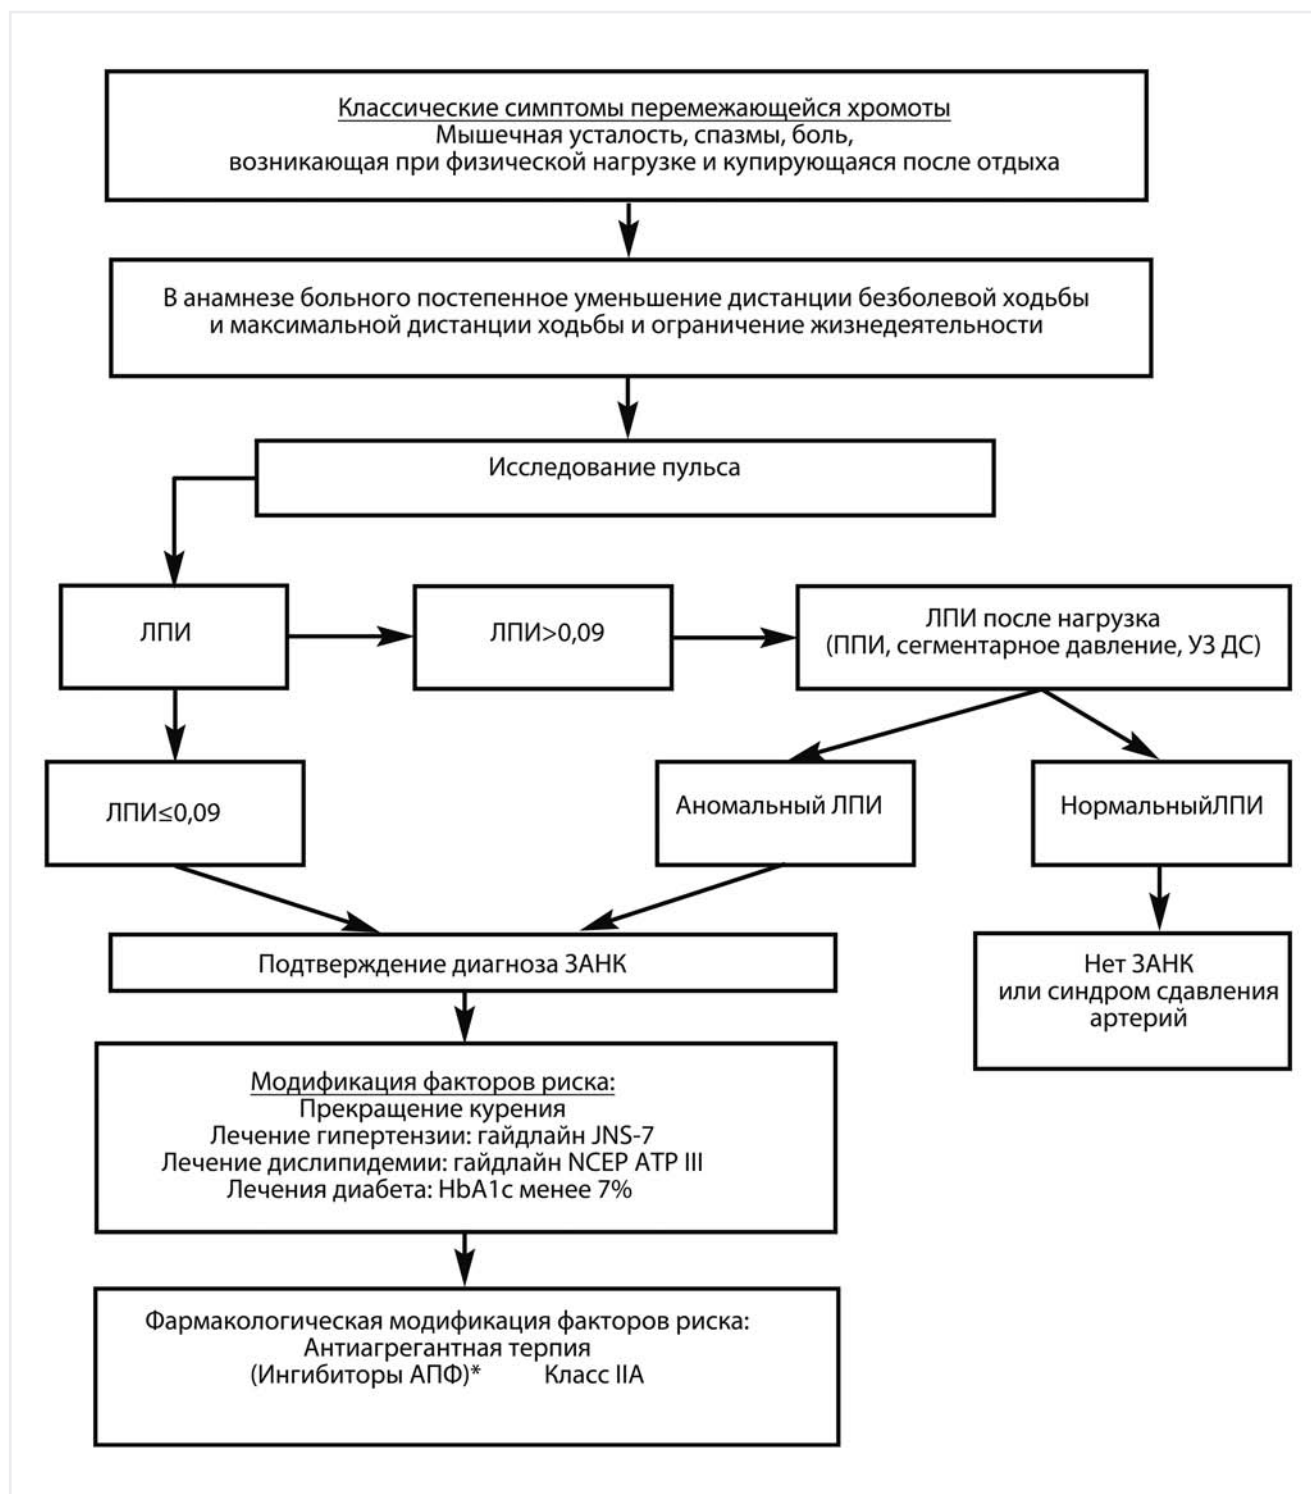 Классические симптомы перемежающейся хромоты
Мышечная усталость, спазмы, боль,
возникающая при физической нагрузке и купирующаяся после отдыха
В анамнезе больного постепенное уменьшение дистанции безболевой ходьбы
и максимальной дистанции ходьбы и ограничение жизнедеятельности
Исследование пульса
ЛПИ
ЛПИ>0,09
ЛПИ после нагрузка
(ППИ, сегментарное давление, УЗ ДС)
ЛПИ≤0,09
Аномальный ЛПИ
НормальныйЛПИ
Подтверждение диагноза ЗАНК
Нет ЗАНК
или синдром сдавления
артерий
Модификация факторов риска:
Прекращение курения
Лечение гипертензии: гайдлайн JNS-7
Лечение дислипидемии: гайдлайн NCEP ATP III
Лечения диабета: HbA1c менее 7%
Фармакологическая модификация факторов риска:
Антиагрегантная терпия
(Ингибиторы АПФ)* Класс IIA